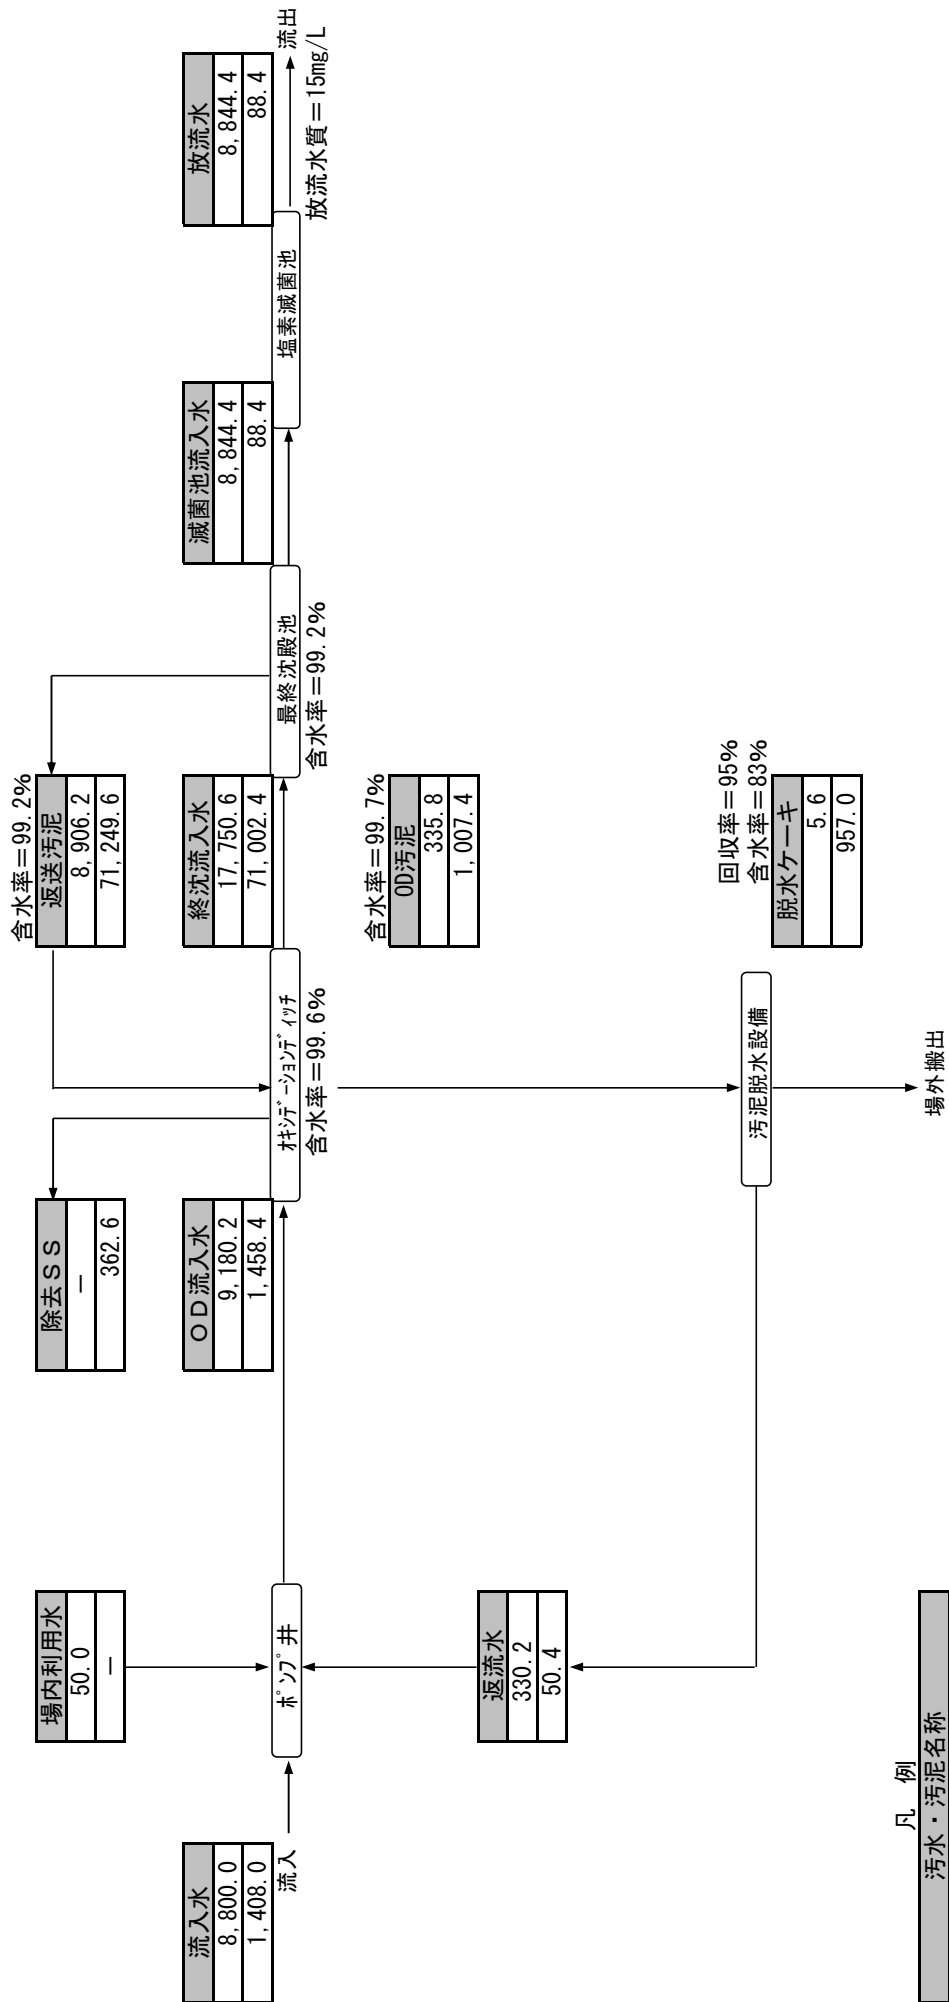 場内利用水
50.0
－
除去ＳＳ
－
362.6
含水率＝99.2%
返送汚泥
8,906.2
71,249.6
流入水
8,800.0
1,408.0
流入
ﾎﾟﾝﾌﾟ井
ＯＤ流入水
9,180.2
1,458.4
ｵｷｼﾃﾞｰｼｮﾝﾃﾞｨｯﾁ
含水率＝99.6%
終沈流入水
17,750.6
71,002.4
最終沈殿池
含水率＝99.2%
滅菌池流入水
8,844.4
88.4
塩素滅菌池
放流水
8,844.4
88.4
流出
放流水質＝15mg/L
含水率＝99.7%
OD汚泥
335.8
1,007.4
返流水
330.2
50.4
汚泥脱水設備
回収率＝95%
含水率＝83%
脱水ケーキ
5.6
957.0
場外搬出
凡　例
汚水・汚泥名称